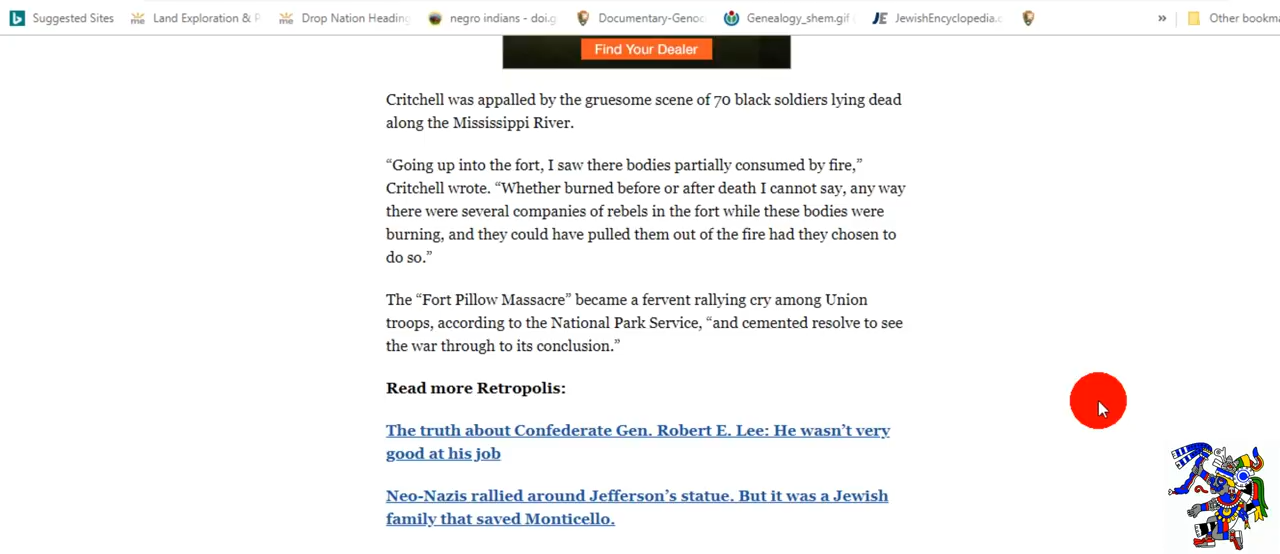 Suggested Sites Land Exploration & P Drop Nation Heading negro indians - doi.g Documentary-Genoc Genealogy_shem.gif ( JewishEncyclopedia.c » Other bookma
Find Your Dealer
Critchell was appalled by the gruesome scene of 70 black soldiers lying dead
along the Mississippi River.
“Going up into the fort, I saw there bodies partially consumed by fire,”
Critchell wrote. “Whether burned before or after death I cannot say, any way
there were several companies of rebels in the fort while these bodies were
burning, and they could have pulled them out of the fire had they chosen to
do so.”
The “Fort Pillow Massacre” became a fervent rallying cry among Union
troops, according to the National Park Service, “and cemented resolve to see
the war through to its conclusion.”
Read more Retropolis:
The truth about Confederate Gen. Robert E. Lee: He wasn’t very
good at his job
Neo-Nazis rallied around Jefferson’s statue. But it was a Jewish
family that saved Monticello.